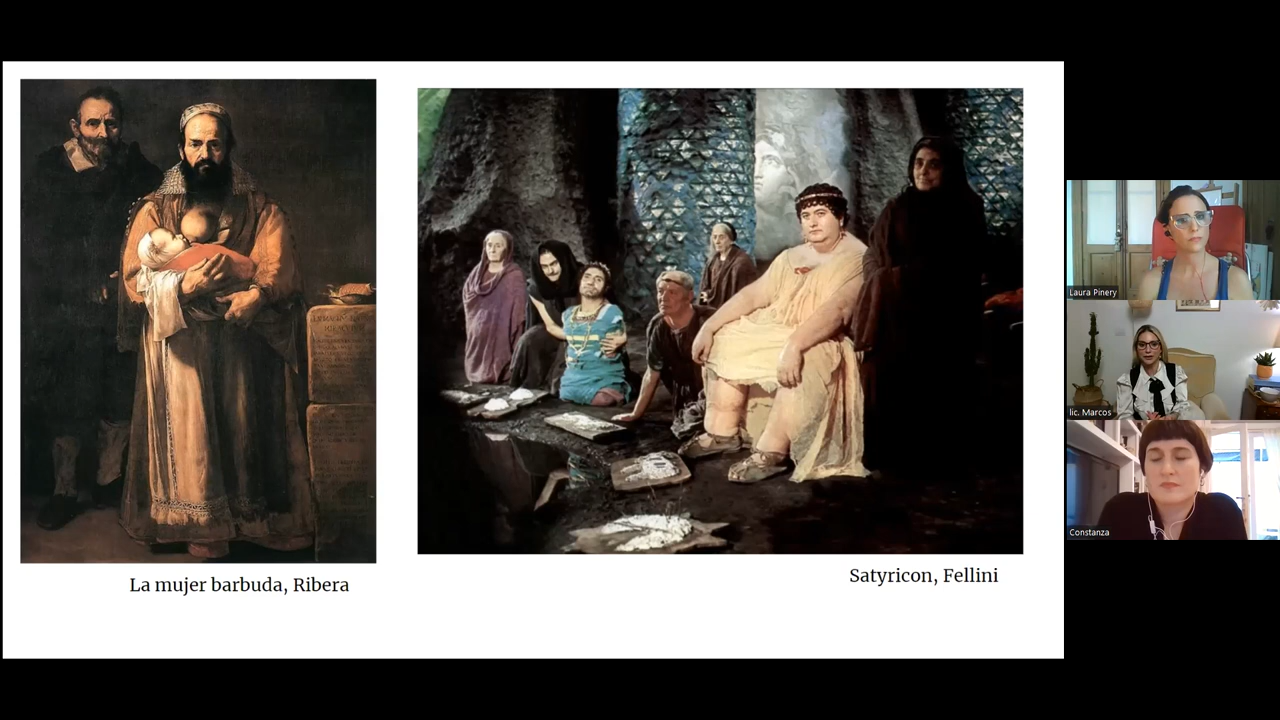 La mujer barbuda, Ribera
Satyricon, Fellini
Laura Pinery
lic. Marcos
Constanza